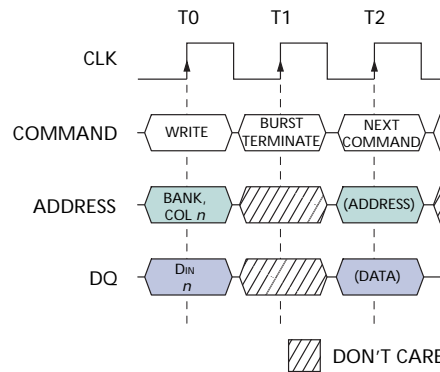 T0 T1 T2
CLK
COMMAND WRITE BURST TERMINATE NEXT COMMAND
ADDRESS BANK, COL n (ADDRESS)
DQ DIN n (DATA)
DON'T CARE